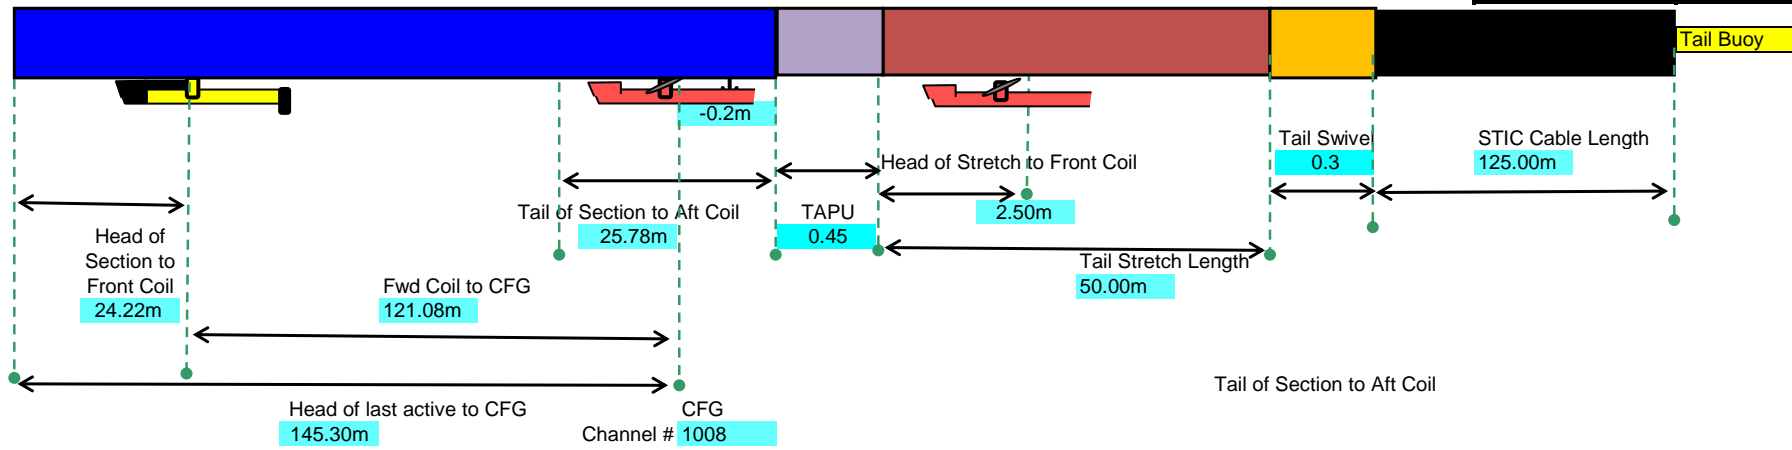 Tail Buoy
-0.2m
Tail Swivel
0.3
STIC Cable Length
125.00m
Head of Stretch to Front Coil
2.50m
Tail of Section to Aft Coil
25.78m
TAPU
0.45
Head of
Section to
Front Coil
24.22m
Fwd Coil to CFG
121.08m
Tail Stretch Length
50.00m
Tail of Section to Aft Coil
Head of last active to CFG
145.30m
CFG
Channel # 1008